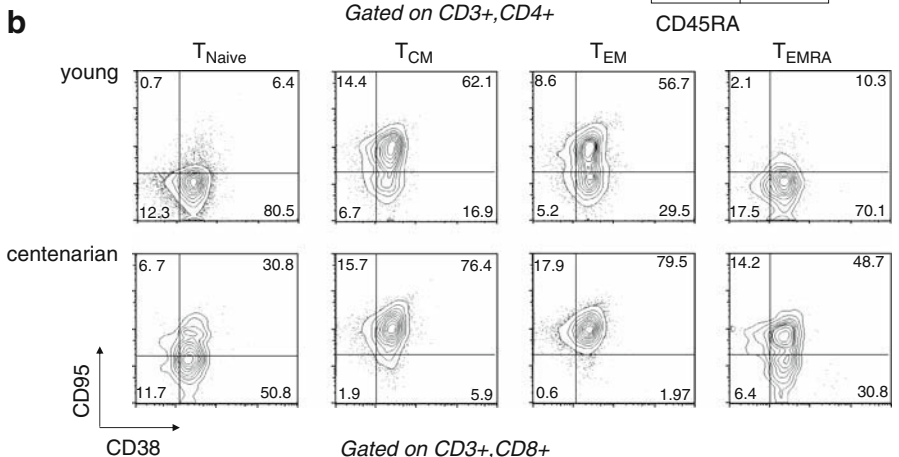 b
Gated on CD3+,CD4+
CD45RA
TNaive TCM TEM TEMRA
young
0.7 6.4 14.4 62.1 8.6 56.7 2.1 10.3
12.3 80.5 6.7 16.9 5.2 29.5 17.5 70.1
centenarian
6. 7 30.8 15.7 76.4 17.9 79.5 14.2 48.7
11.7 50.8 1.9 5.9 0.6 1.97 6.4 30.8
CD95
CD38
Gated on CD3+,CD8+